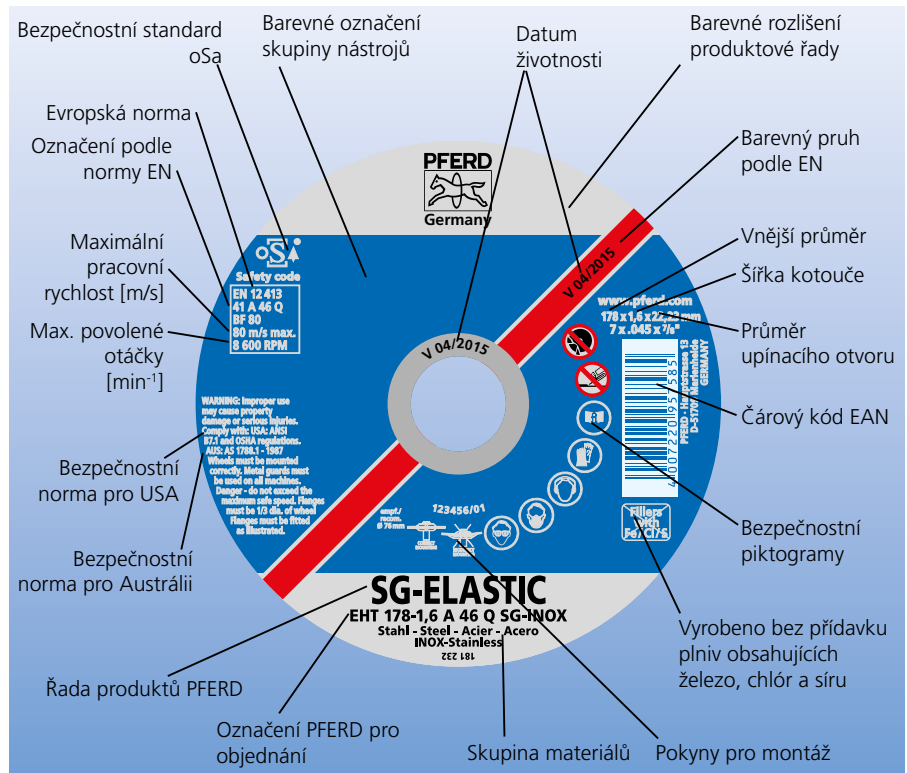 Bezpečnostní standard
oSa
Barevné označení
skupiny nástrojů
Datum
životnosti
Barevné rozlišení
produktové řady
Evropská norma
Označení podle
normy EN
Maximální
pracovní
rychlost [m/s]
Max. povolené
otáčky
[min⁻¹]
Bezpečnostní
norma pro USA
Bezpečnostní
norma pro Austrálii
Řada produktů PFERD
Označení PFERD pro
objednání
Skupina materiálů
Pokyny pro montáž
Barevný pruh
podle EN
Vnější průměr
Šířka kotouče
Průměr
upínacího otvoru
Čárový kód EAN
Bezpečnostní
piktogramy
Vyrobeno bez přídavku
plniv obsahujících
železo, chlór a síru
PFERD
Germany
oSa
Safety code
EN 12 413
41 A 46 Q
BF 80
80 m/s max.
8 600 RPM
V 04/2015
V 04/2015
WARNING: Improper use
may cause property
damage or serious injuries.
Comply with: USA: ANSI
B7.1 and OSHA regulations.
AUS: AS 1788.1 - 1987
Wheels must be mounted
correctly. Metal guards must
be used on all machines.
Danger - do not exceed the
maximum safe speed. Flanges
must be 1/3 dia. of wheel
Flanges must be fitted
as illustrated.
www.pferd.com
178 x 1,6 x 22,23 mm
7 x .045 x 7/8"
PFERD - Hauptstrasse 13
GERMANY
Fillers
with
Fe / Cl / S
empf./
recom.
Ø 76 mm
123456/01
SG-ELASTIC
EHT 178-1,6 A 46 Q SG-INOX
Stahl - Steel - Acier - Acero
INOX-Stainless
181 232